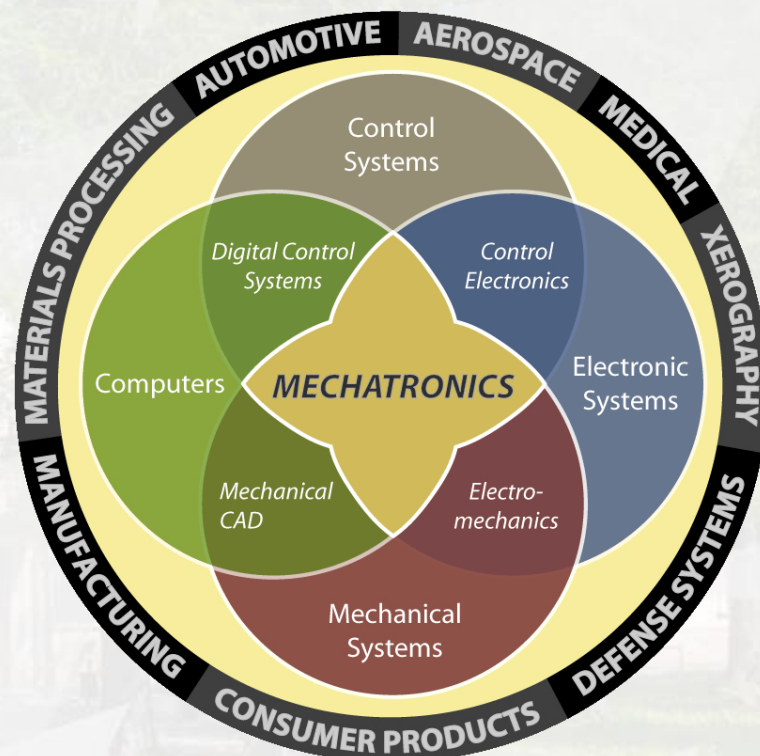 AUTOMOTIVE
AEROSPACE
MEDICAL
XEROGRAPHY
DEFENSE SYSTEMS
CONSUMER PRODUCTS
MANUFACTURING
MATERIALS PROCESSING
Control
Systems
Digital Control
Systems
Control
Electronics
Computers
MECHATRONICS
Electronic
Systems
Mechanical
CAD
Electro-
mechanics
Mechanical
Systems